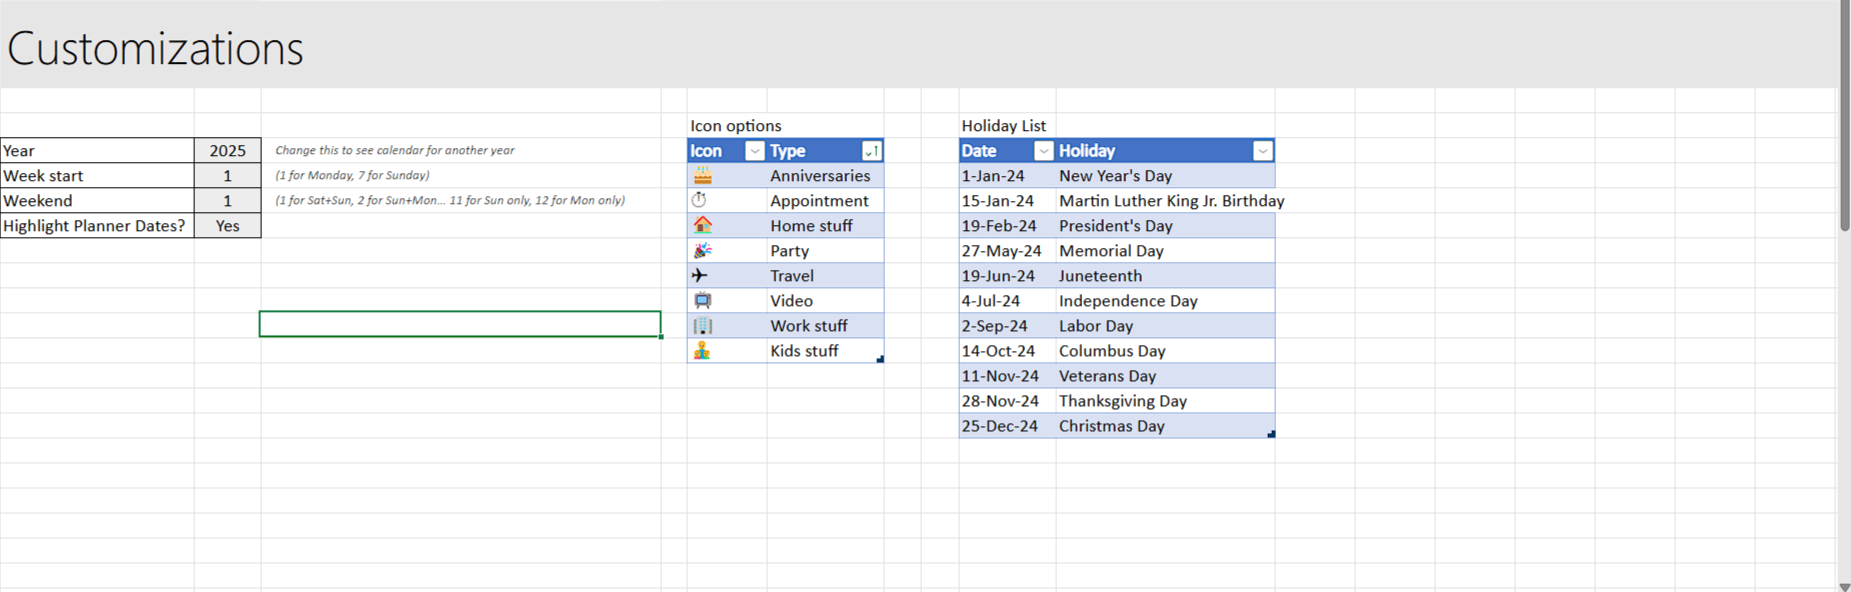 Customizations
Icon options Holiday List
Year 2025 Change this to see calendar for another year Icon Type Date Holiday
Week start 1 (1 for Monday, 7 for Sunday) Anniversaries 1-Jan-24 New Year's Day
Weekend 1 (1 for Sat+Sun, 2 for Sun+Mon... 11 for Sun only, 12 for Mon only) Appointment 15-Jan-24 Martin Luther King Jr. Birthday
Highlight Planner Dates? Yes Home stuff 19-Feb-24 President's Day
Party 27-May-24 Memorial Day
Travel 19-Jun-24 Juneteenth
Video 4-Jul-24 Independence Day
Work stuff 2-Sep-24 Labor Day
Kids stuff 14-Oct-24 Columbus Day
11-Nov-24 Veterans Day
28-Nov-24 Thanksgiving Day
25-Dec-24 Christmas Day